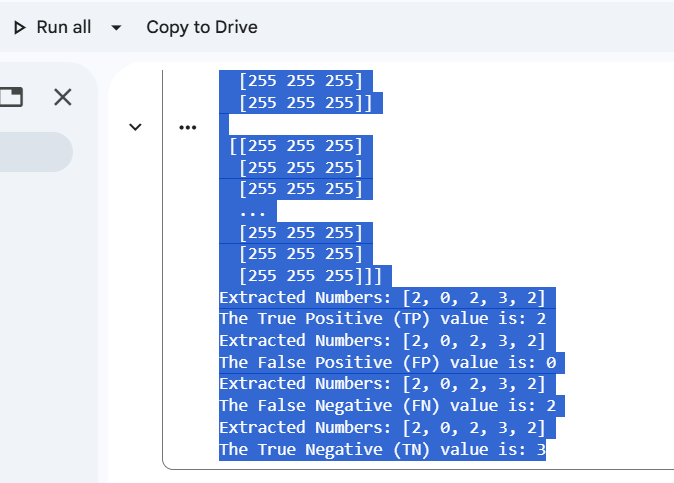 Run all
Copy to Drive
[255 255 255]
[255 255 255]]
[[255 255 255]
[255 255 255]
[255 255 255]
...
[255 255 255]
[255 255 255]
[255 255 255]]]
Extracted Numbers: [2, 0, 2, 3, 2]
The True Positive (TP) value is: 2
Extracted Numbers: [2, 0, 2, 3, 2]
The False Positive (FP) value is: 0
Extracted Numbers: [2, 0, 2, 3, 2]
The False Negative (FN) value is: 2
Extracted Numbers: [2, 0, 2, 3, 2]
The True Negative (TN) value is: 3